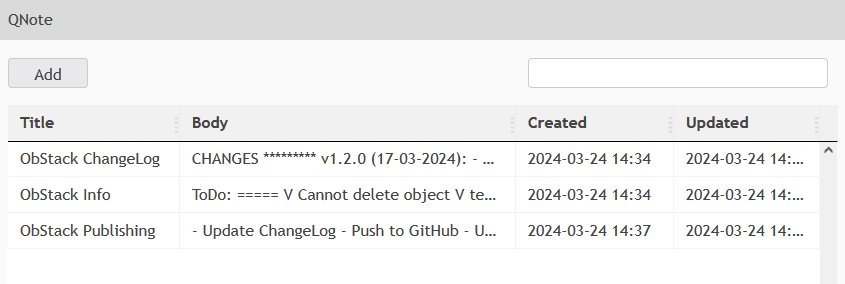 QNote
Add
Title Body Created Updated
ObStack ChangeLog CHANGES ********* v1.2.0 (17-03-2024): - ... 2024-03-24 14:34 2024-03-24 14:...
ObStack Info ToDo: ===== V Cannot delete object V te... 2024-03-24 14:34 2024-03-24 14:...
ObStack Publishing - Update ChangeLog - Push to GitHub - U... 2024-03-24 14:37 2024-03-24 14:...